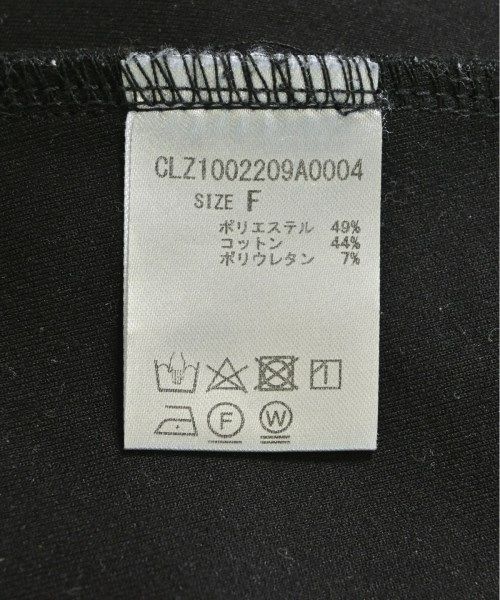 CLZ1002209A0004
SIZE F
ポリエステル 49%
コットン 44%
ポリウレタン 7%
F W